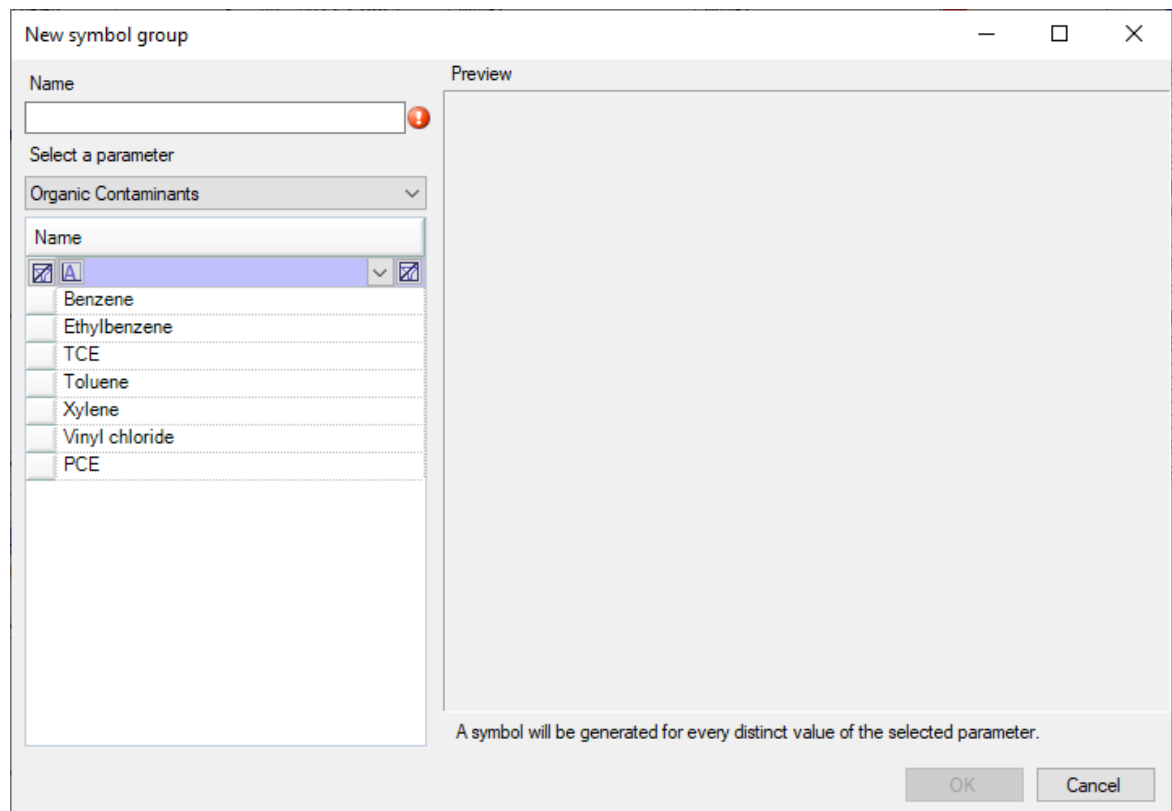 New symbol group
Name
Select a parameter
Organic Contaminants
Name
Benzene
Ethylbenzene
TCE
Toluene
Xylene
Vinyl chloride
PCE
Preview
A symbol will be generated for every distinct value of the selected parameter.
OK
Cancel